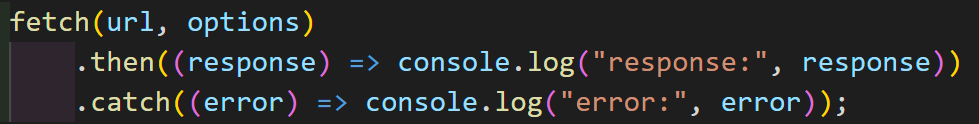 fetch(url, options)
.then((response) => console.log("response:", response))
.catch((error) => console.log("error:", error));